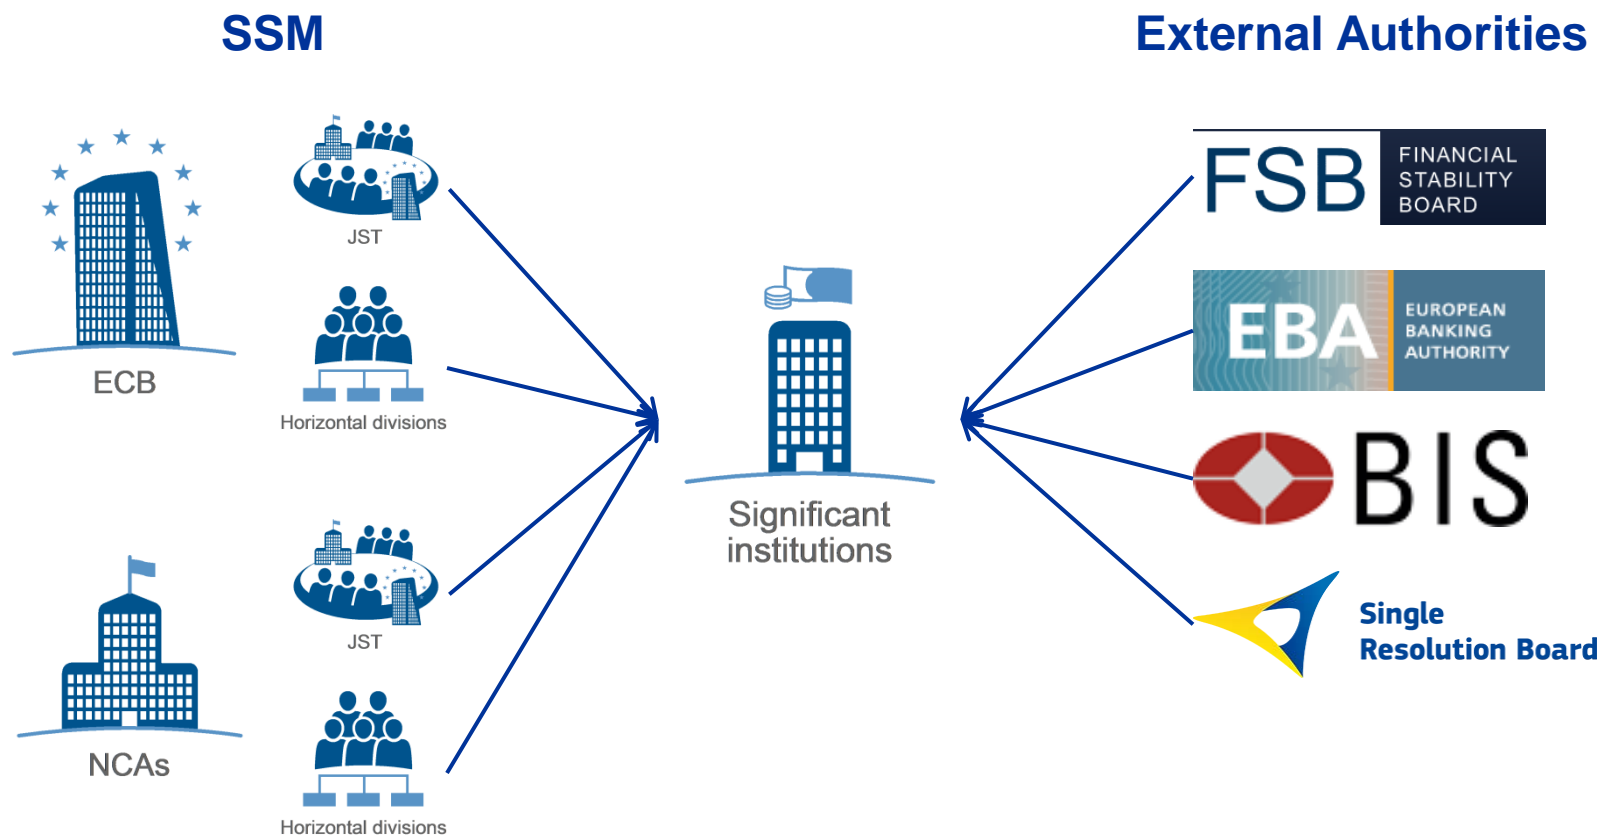 SSM
External Authorities
JST
ECB
Horizontal divisions
JST
NCAs
Horizontal divisions
Significant
institutions
FSB
FINANCIAL
STABILITY
BOARD
EBA
EUROPEAN
BANKING
AUTHORITY
BIS
Single
Resolution Board